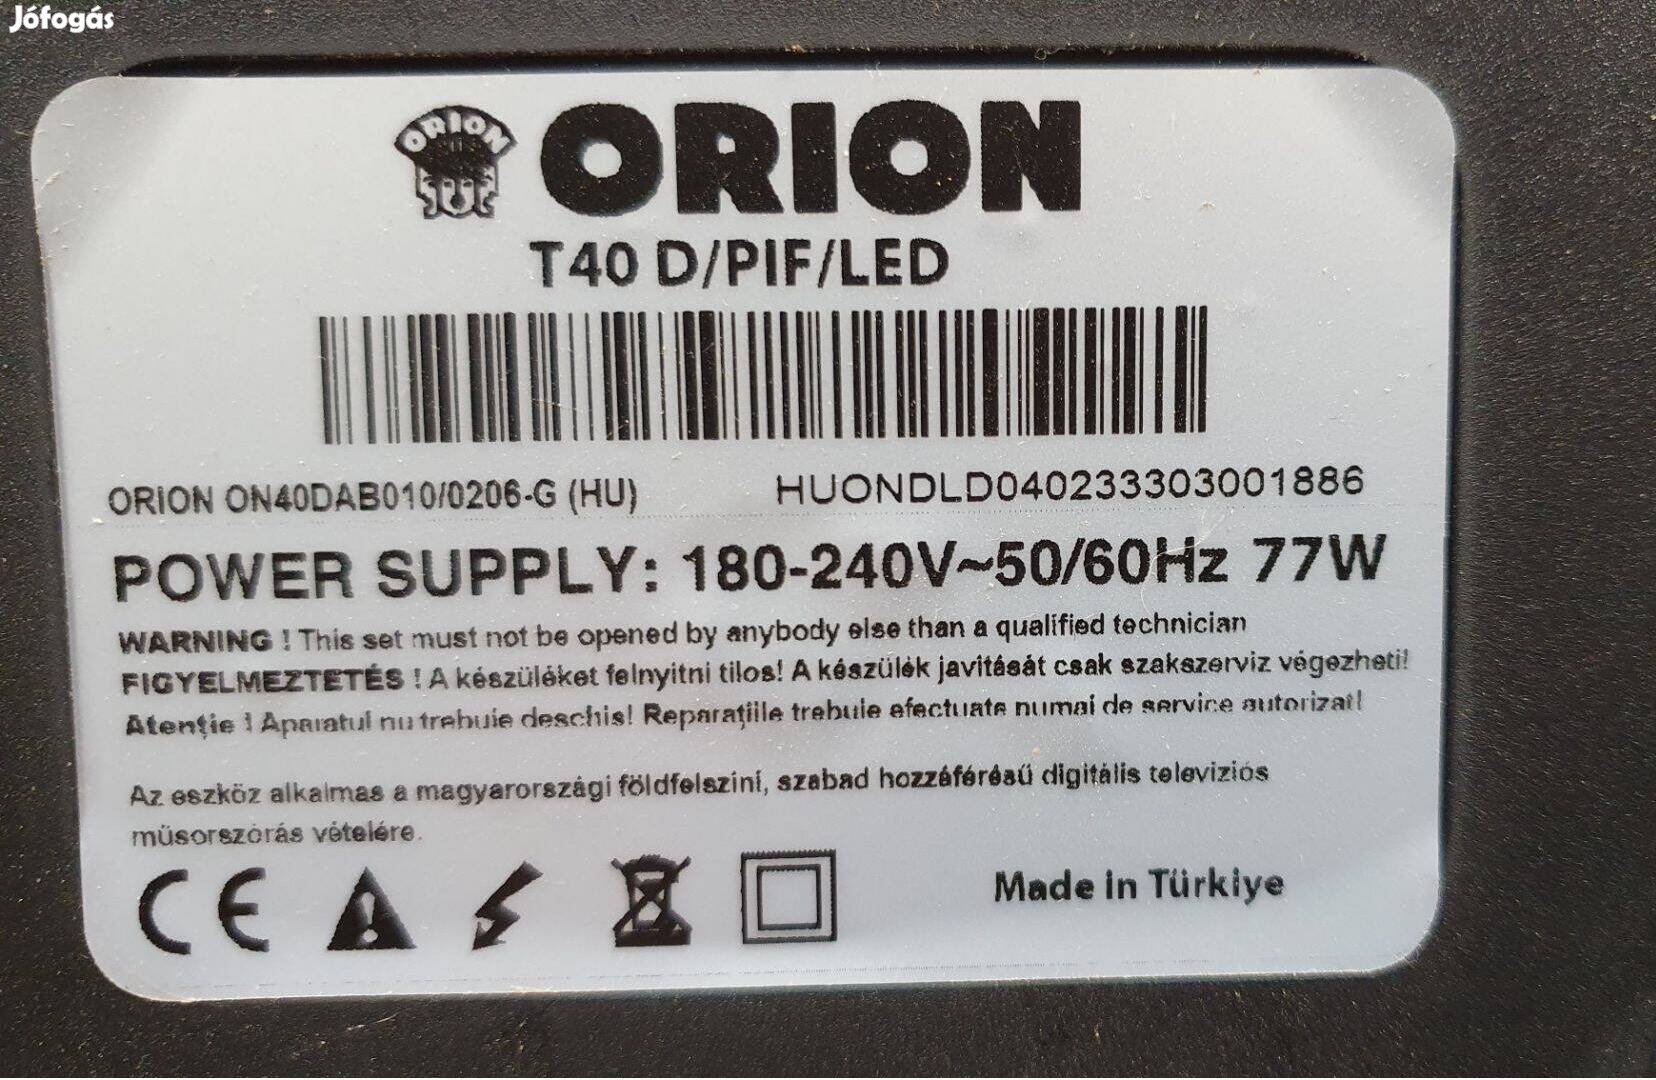 Jófogás
ORION ORION
T40 D/PIF/LED
ORION ON40DAB010/0206-G (HU) HUONDLD040233303001886
POWER SUPPLY: 180-240V~50/60Hz 77W
WARNING ! This set must not be opened by anybody else than a qualified technician
FIGYELMEZTETÉS ! A készüléket felnyitni tilos! A készülék javitását csak szakszerviz végezheti!
Atenție ! Aparatul nu trebuie deschis! Reparațiile trebuie efectuate numai de service autorizat!
Az eszköz alkalmas a magyarországi földfelszíni, szabad hozzáférésű digitális televíziós
műsorszórás vételére.
CE
Made in Türkiye